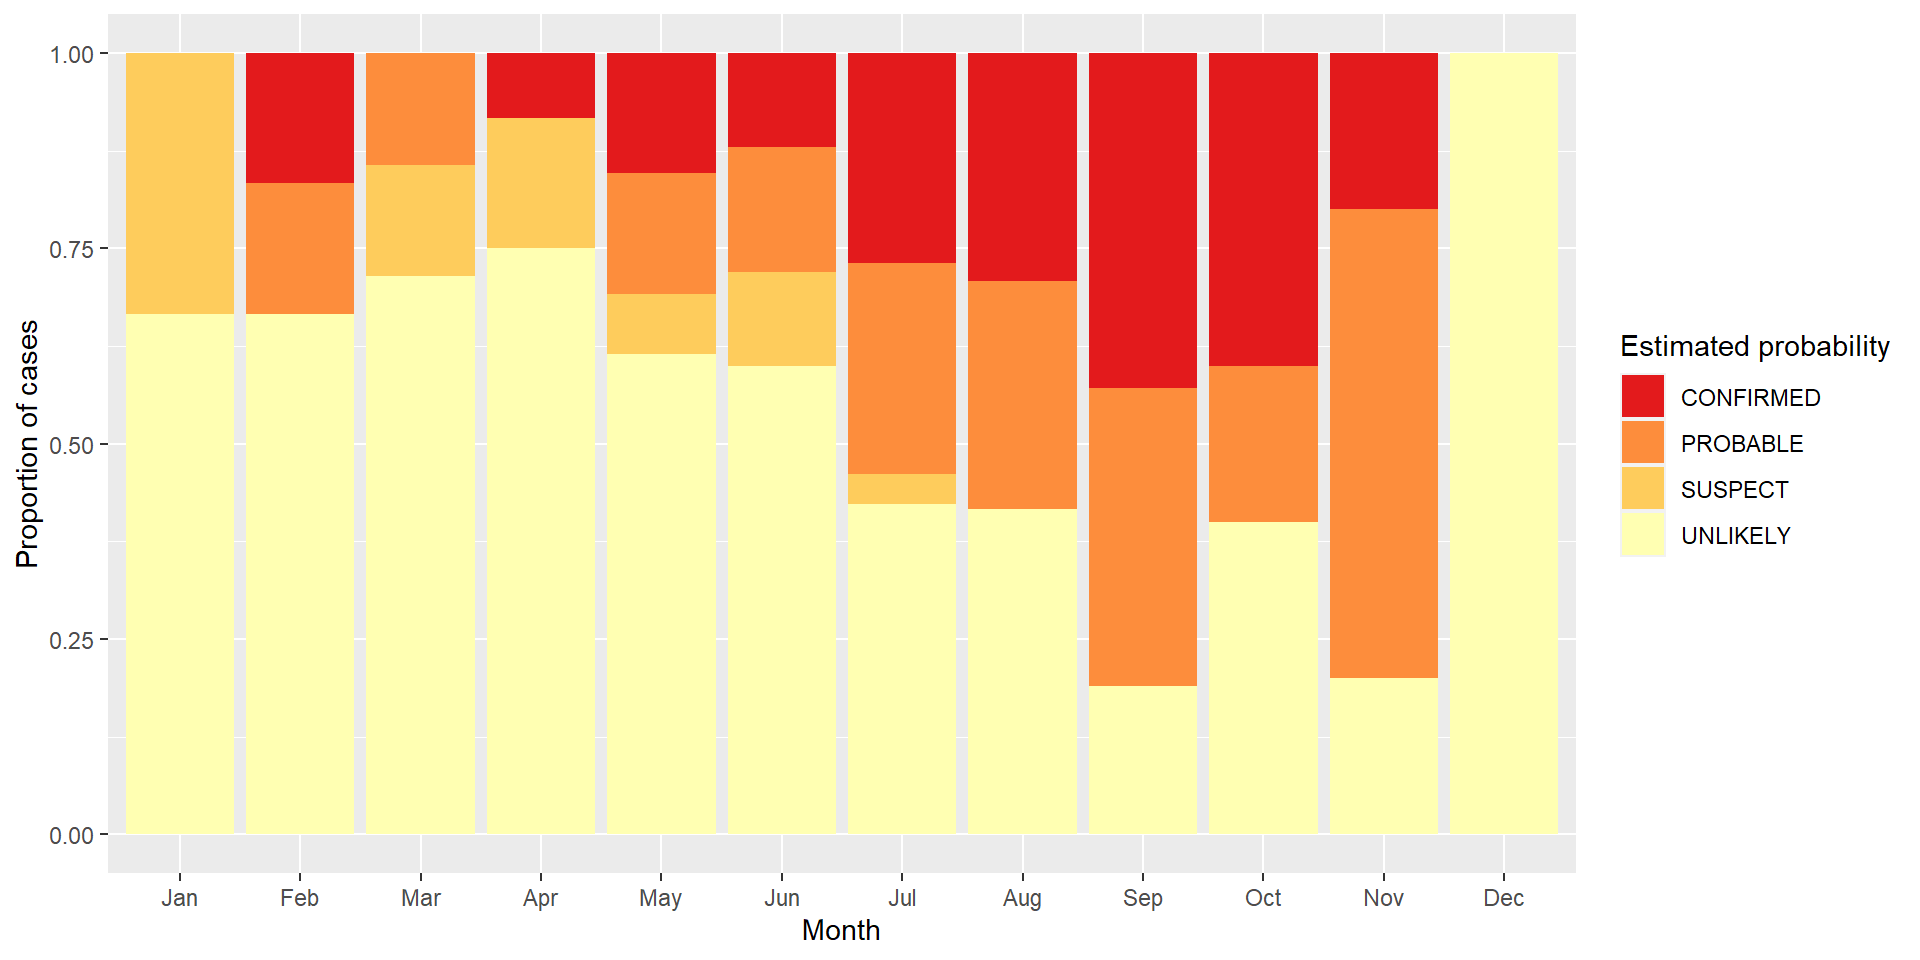 1.00
0.75
0.50
0.25
0.00
Proportion of cases
Jan Feb Mar Apr May Jun Jul Aug Sep Oct Nov Dec
Month
Estimated probability
CONFIRMED
PROBABLE
SUSPECT
UNLIKELY